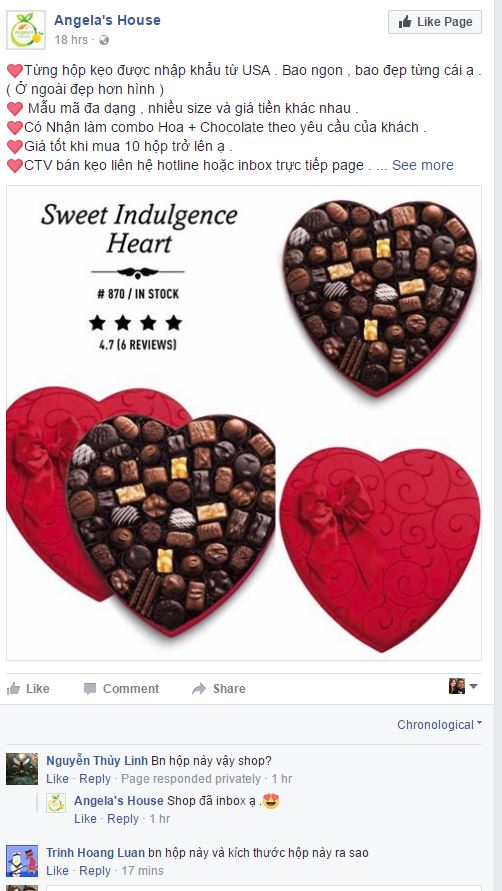 Angela's House
Like Page
18 hrs ·
❤Từng hộp kẹo được nhập khẩu từ USA . Bao ngon , bao đẹp từng cái ạ .
( Ở ngoài đẹp hơn hình )
❤ Mẫu mã đa dạng , nhiều size và giá tiền khác nhau .
❤Có Nhận làm combo Hoa + Chocolate theo yêu cầu của khách .
❤Giá tốt khi mua 10 hộp trở lên ạ .
❤CTV bán kẹo liên hệ hotline hoặc inbox trực tiếp page . ... See more
Sweet Indulgence
Heart
# 870 / IN STOCK
★ ★ ★ ★
4.7 (6 REVIEWS)
Like Comment Share
Chronological
Nguyễn Thùy Linh Bn hộp này vậy shop?
Like · Reply · Page responded privately · 1 hr
Angela's House Shop đã inbox ạ .😍
Like · Reply · 1 hr
Trinh Hoang Luan bn hộp này và kích thước hộp này ra sao
Like · Reply · 17 mins